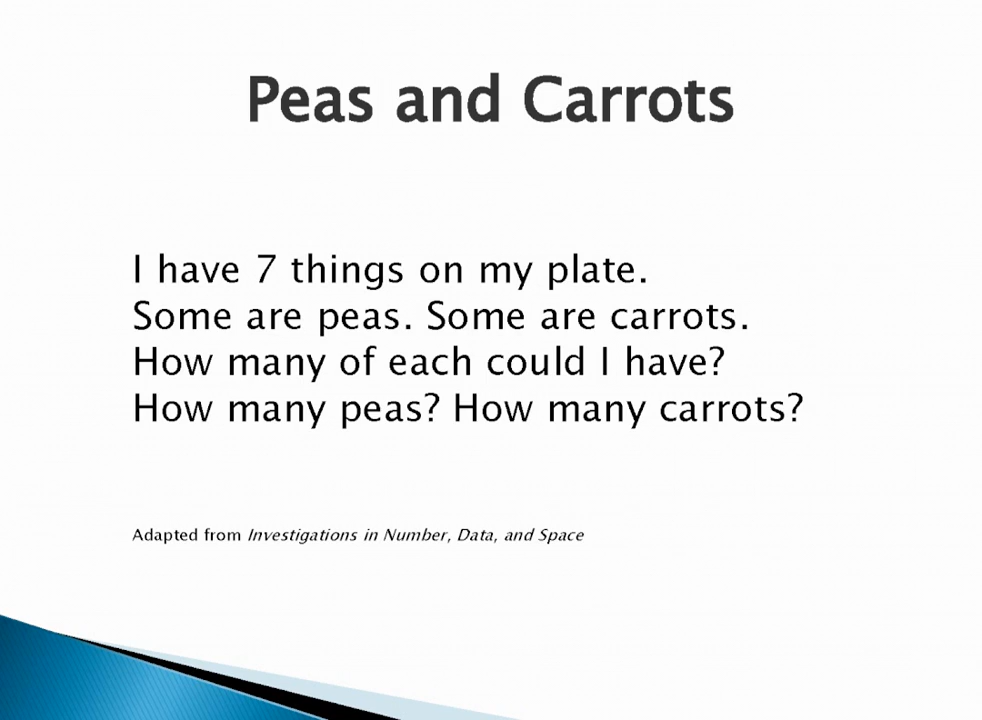 Peas and Carrots
I have 7 things on my plate.
Some are peas. Some are carrots.
How many of each could I have?
How many peas? How many carrots?
Adapted from Investigations in Number, Data, and Space